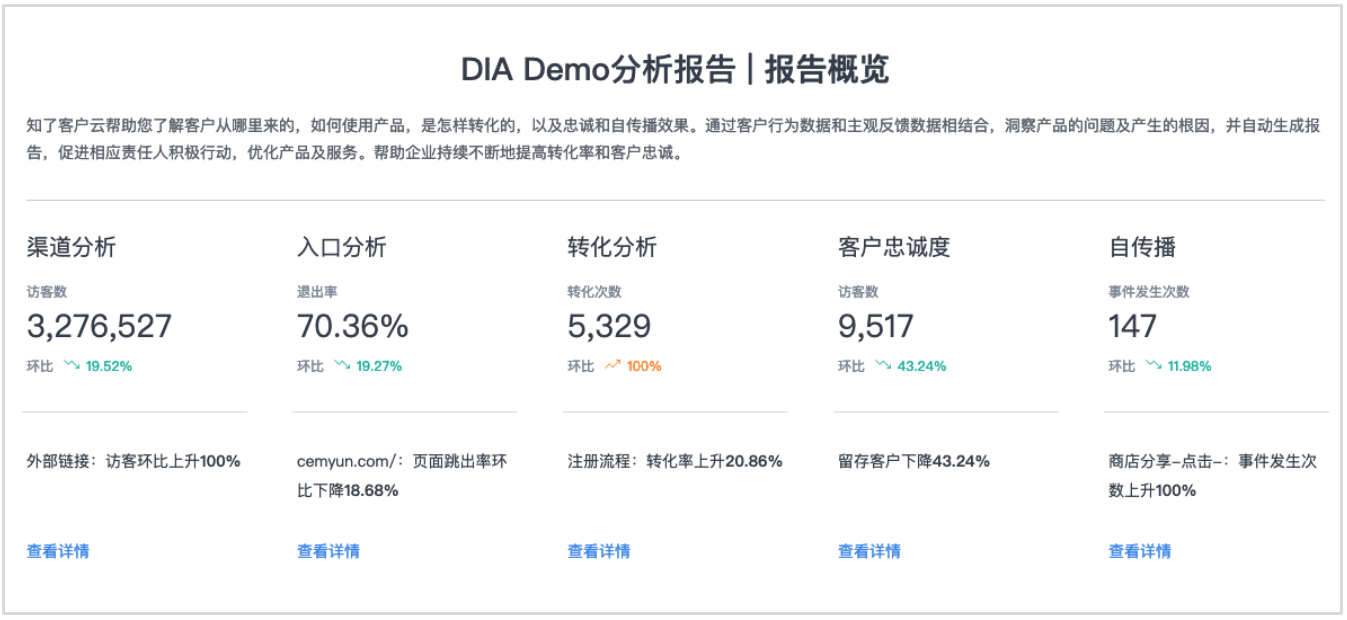 DIA Demo分析报告 | 报告概览
知了客户云帮助您了解客户从哪里来的，如何使用产品，是怎样转化的，以及忠诚和自传播效果。通过客户行为数据和主观反馈数据相结合，洞察产品的问题及产生的根因，并自动生成报
告，促进相应责任人积极行动，优化产品及服务。帮助企业持续不断地提高转化率和客户忠诚。
渠道分析
访客数
3,276,527
环比 19.52%
外部链接：访客环比上升100%
查看详情
入口分析
退出率
70.36%
环比 19.27%
cemyun.com/：页面跳出率环
比下降18.68%
查看详情
转化分析
转化次数
5,329
环比 100%
注册流程：转化率上升20.86%
查看详情
客户忠诚度
访客数
9,517
环比 43.24%
留存客户下降43.24%
查看详情
自传播
事件发生次数
147
环比 11.98%
商店分享–点击–：事件发生次
数上升100%
查看详情